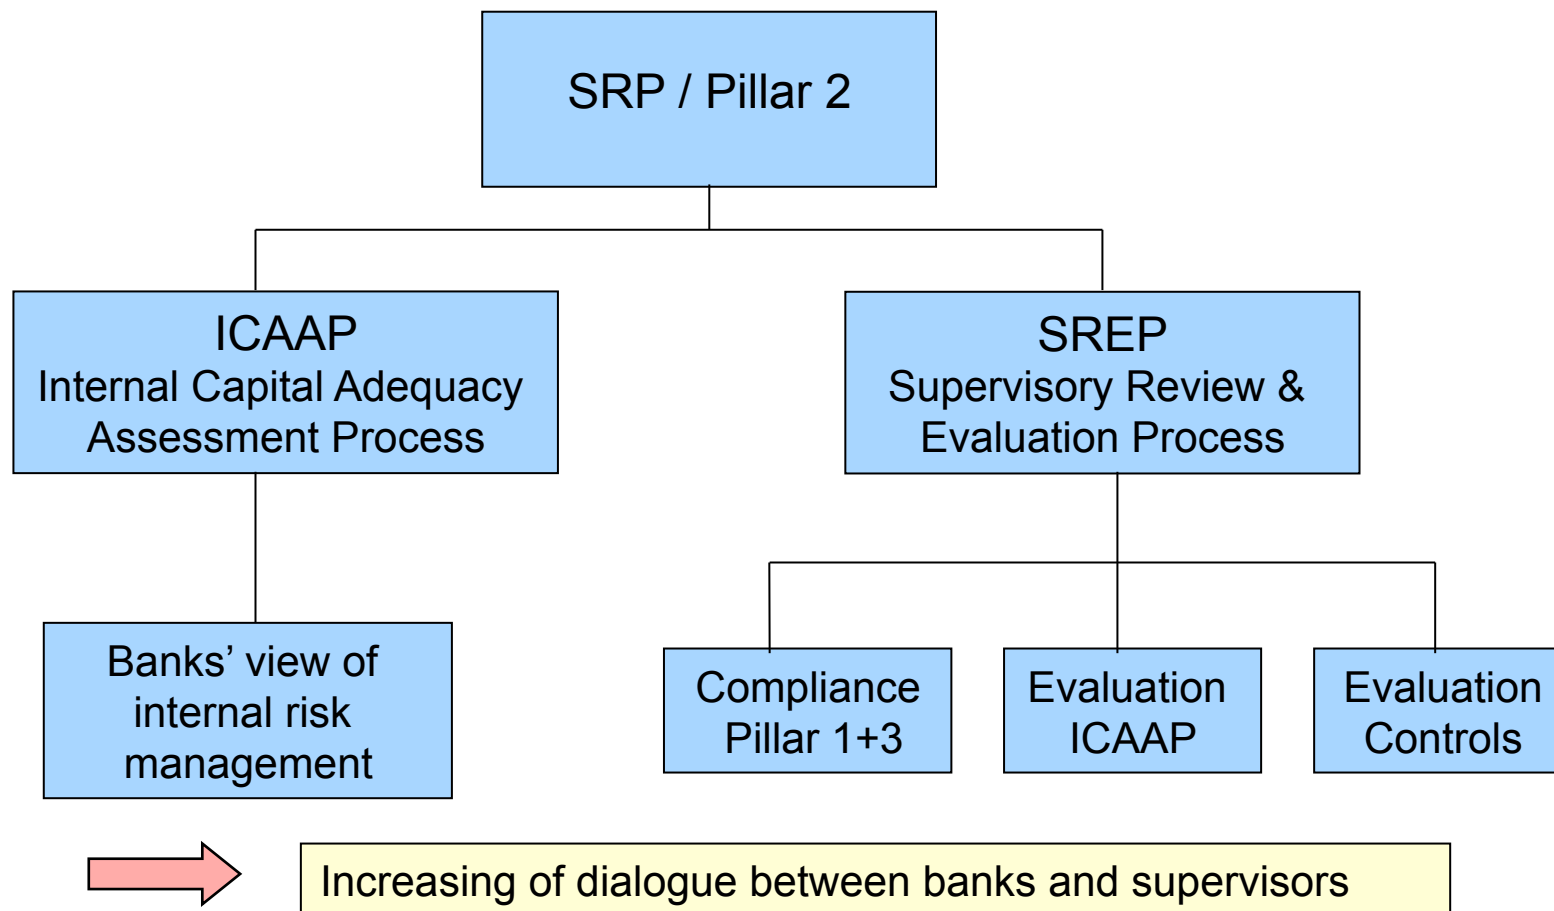 SRP / Pillar 2
ICAAP
Internal Capital Adequacy
Assessment Process
SREP
Supervisory Review &
Evaluation Process
Banks’ view of
internal risk
management
Compliance
Pillar 1+3
Evaluation
ICAAP
Evaluation
Controls
Increasing of dialogue between banks and supervisors